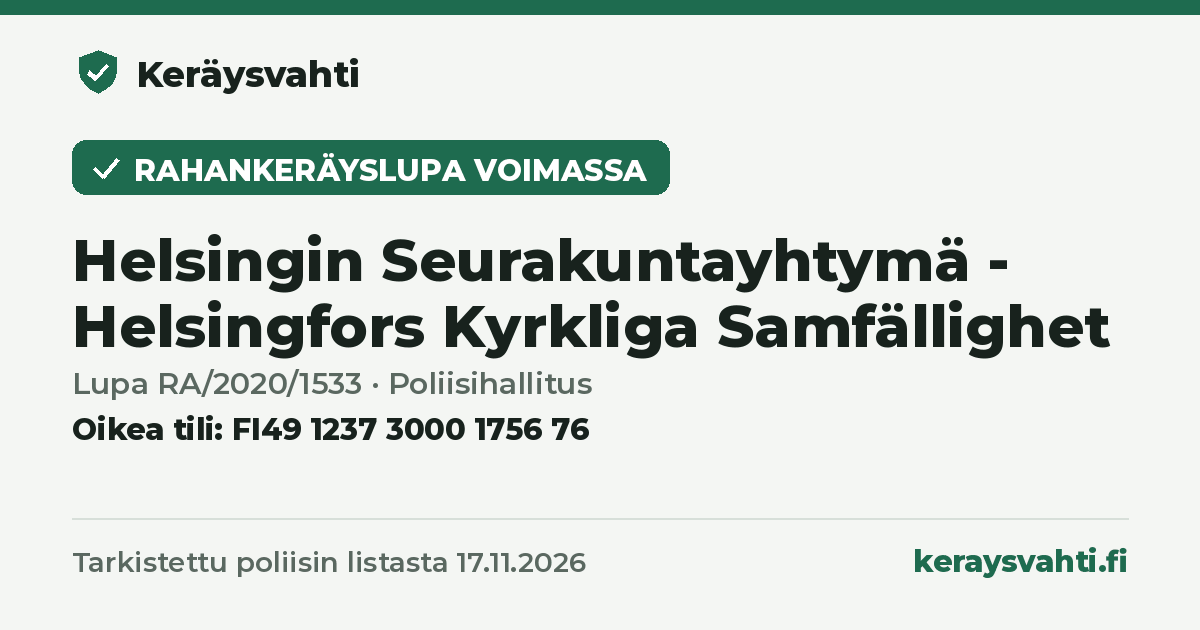 Keräysvahti
RAHANKERÄYSLUPA VOIMASSA
Helsingin Seurakuntayhtymä -
Helsingfors Kyrkliga Samfällighet
Lupa RA/2020/1533 · Poliisihallitus
Oikea tili: FI49 1237 3000 1756 76
Tarkistettu poliisin listasta 17.11.2026
keraysvahti.fi